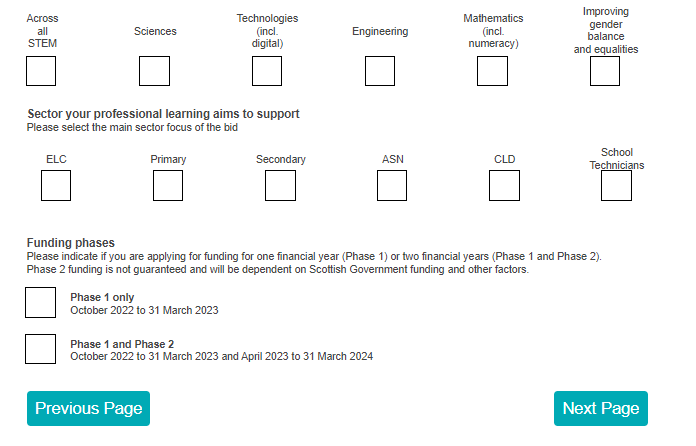 Across
all
STEM
Sciences
Technologies
(incl.
digital)
Engineering
Mathematics
(incl.
numeracy)
Improving
gender
balance
and equalities
Sector your professional learning aims to support
Please select the main sector focus of the bid
ELC
Primary
Secondary
ASN
CLD
School
Technicians
Funding phases
Please indicate if you are applying for funding for one financial year (Phase 1) or two financial years (Phase 1 and Phase 2).
Phase 2 funding is not guaranteed and will be dependent on Scottish Government funding and other factors.
Phase 1 only
October 2022 to 31 March 2023
Phase 1 and Phase 2
October 2022 to 31 March 2023 and April 2023 to 31 March 2024
Previous Page
Next Page